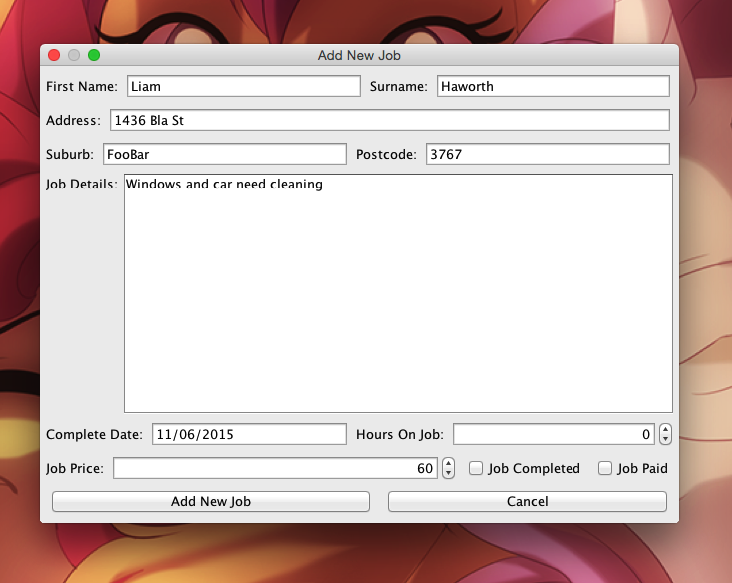 Add New Job
First Name: Liam Surname: Haworth
Address: 1436 Bla St
Suburb: FooBar Postcode: 3767
Job Details: Windows and car need cleaning
Complete Date: 11/06/2015 Hours On Job: 0
Job Price: 60 Job Completed Job Paid
Add New Job Cancel